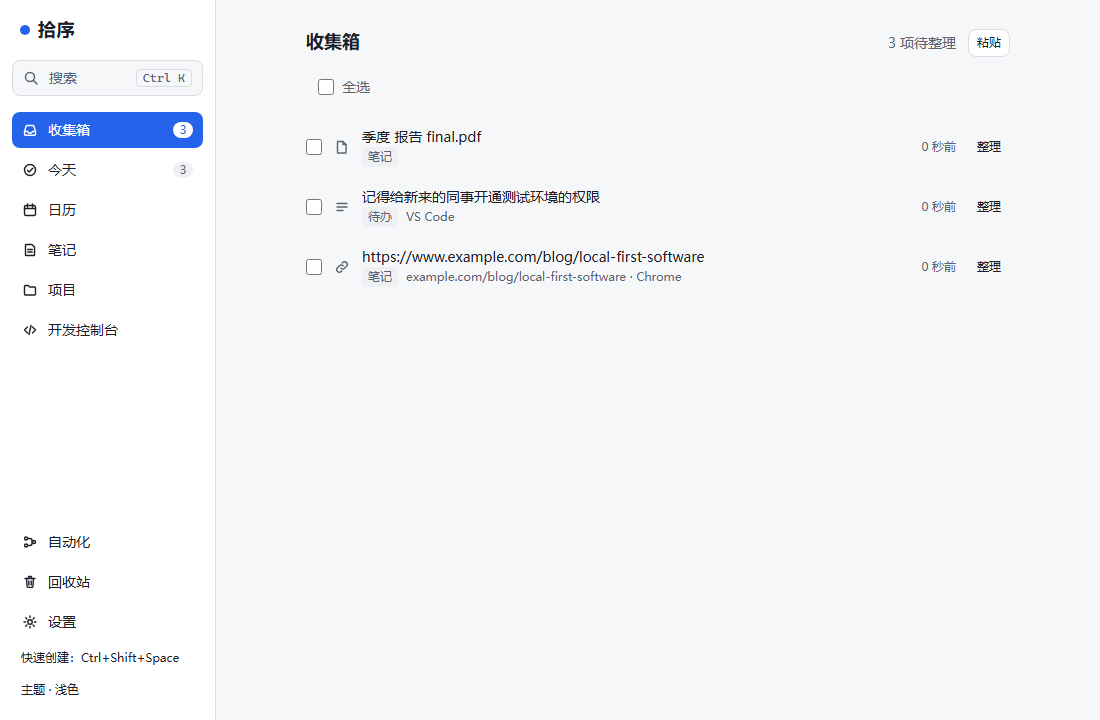 拾序
搜索 Ctrl K
收集箱 3
今天 3
日历
笔记
项目
开发控制台
自动化
回收站
设置
快速创建: Ctrl+Shift+Space
主题 · 浅色
收集箱
3 项待整理 粘贴
全选
季度 报告 final.pdf
笔记
0 秒前 整理
记得给新来的同事开通测试环境的权限
待办 VS Code
0 秒前 整理
https://www.example.com/blog/local-first-software
笔记 example.com/blog/local-first-software · Chrome
0 秒前 整理